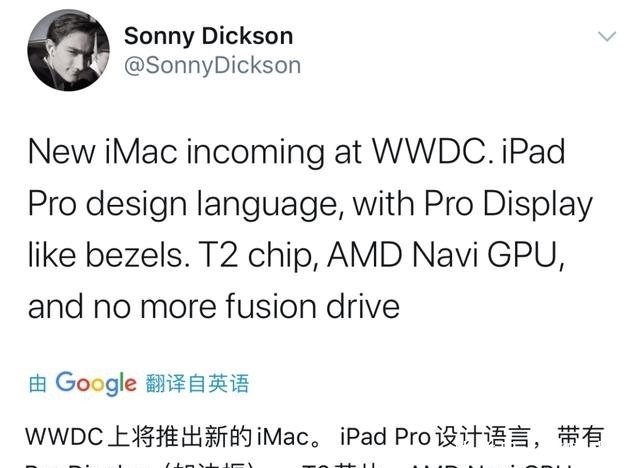 Sonny Dickson
@SonnyDickson
New iMac incoming at WWDC. iPad
Pro design language, with Pro Display
like bezels. T2 chip, AMD Navi GPU,
and no more fusion drive
由 Google 翻译自英语
WWDC上将推出新的iMac。 iPad Pro设计语言，带有